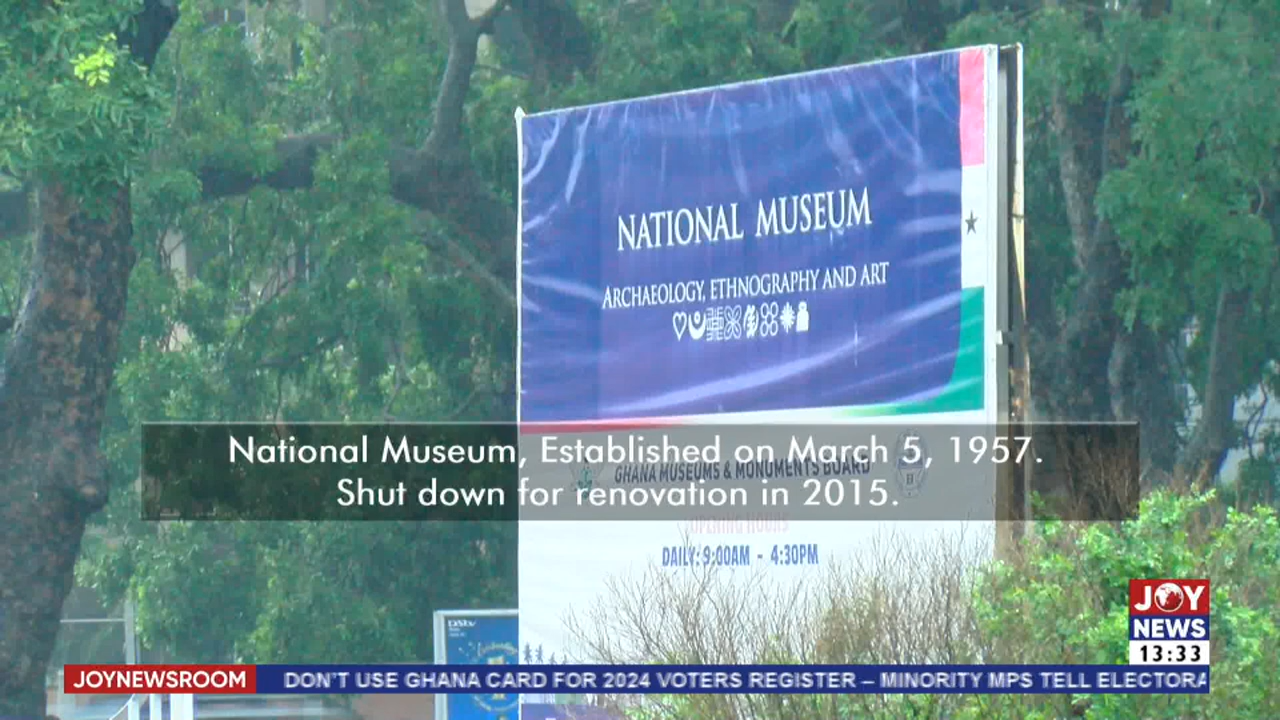 NATIONAL MUSEUM
ARCHAEOLOGY, ETHNOGRAPHY AND ART
National Museum, Established on March 5, 1957.
Shut down for renovation in 2015.
GHANA MUSEUMS & MONUMENTS BOARD
OPENING HOURS
DAILY: 9:00AM - 4:30PM
DStv
JOY
NEWS
13:33
JOYNEWSROOM
DON'T USE GHANA CARD FOR 2024 VOTERS REGISTER – MINORITY MPS TELL ELECTORA